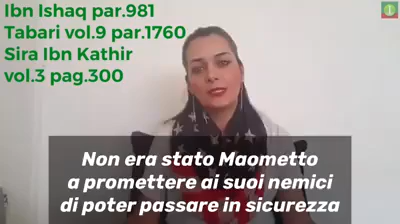 Ibn Ishaq par.981
Tabari vol.9 par.1760
Sira Ibn Kathir
vol.3 pag.300
Non era stato Maometto
a promettere ai suoi nemici
di poter passare in sicurezza